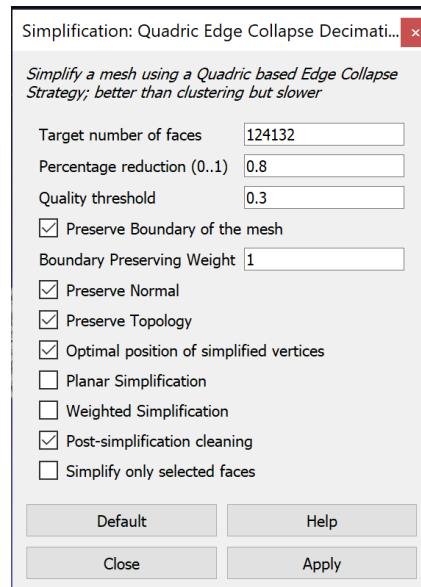 Simplification: Quadric Edge Collapse Decimati...
Simplify a mesh using a Quadric based Edge Collapse
Strategy; better than clustering but slower
Target number of faces 124132
Percentage reduction (0..1) 0.8
Quality threshold 0.3
Preserve Boundary of the mesh
Boundary Preserving Weight 1
Preserve Normal
Preserve Topology
Optimal position of simplified vertices
Planar Simplification
Weighted Simplification
Post-simplification cleaning
Simplify only selected faces
Default Help
Close Apply